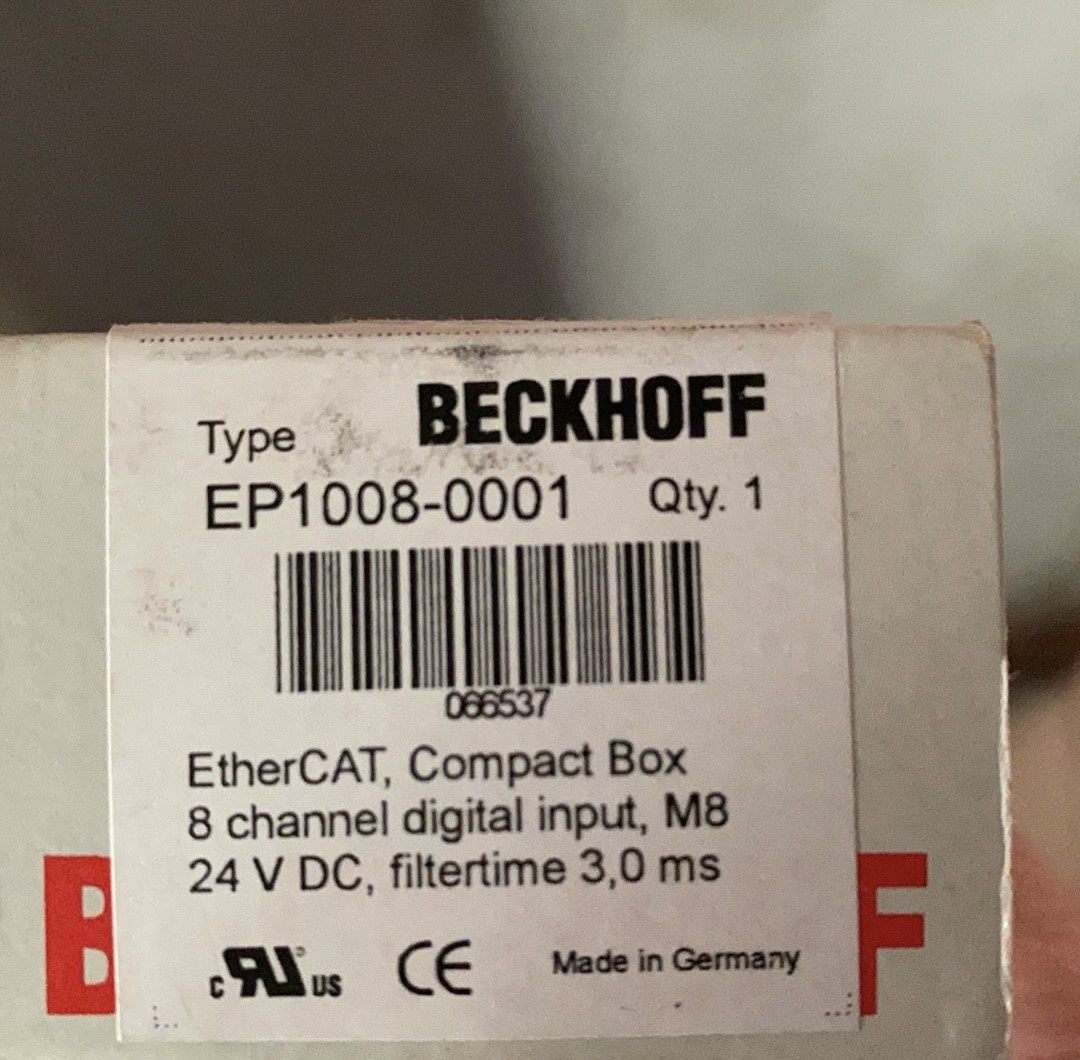 BECKHOFF
Type
EP1008-0001 Qty. 1
066537
EtherCAT, Compact Box
8 channel digital input, M8
24 V DC, filtertime 3,0 ms
c RU US CE Made in Germany
B F